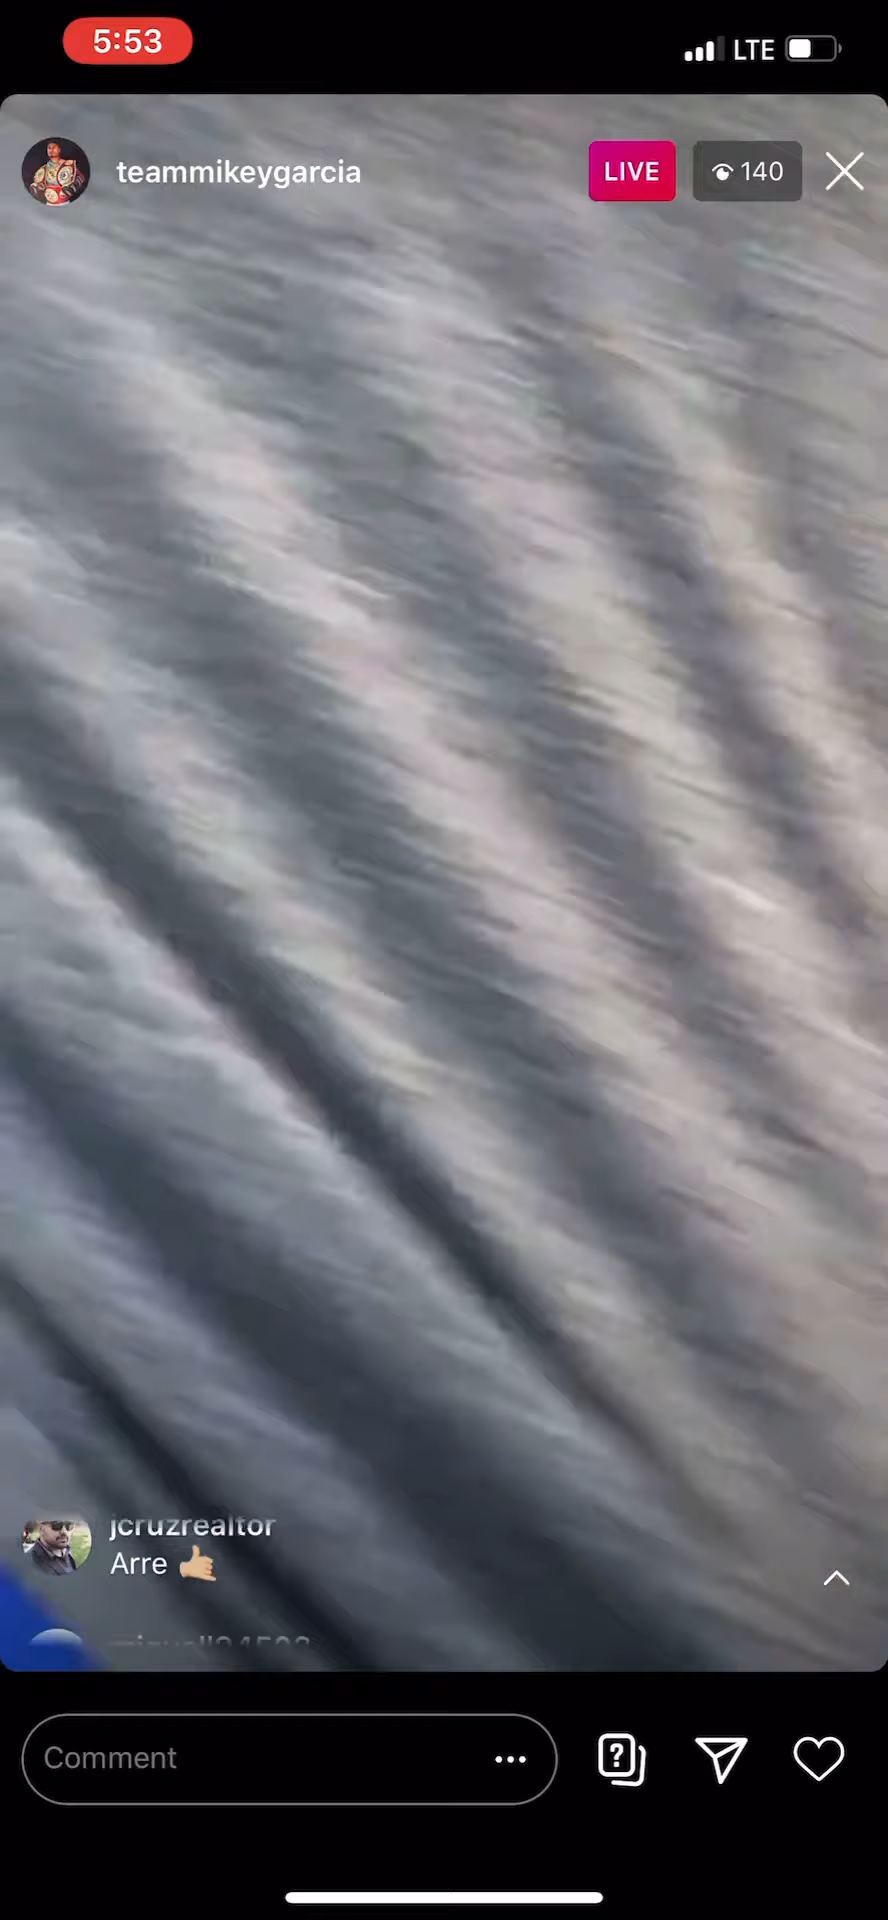 5:53
LTE
teammikeygarcia
LIVE
140
jcruzrealtor
Arre 🤙
Comment